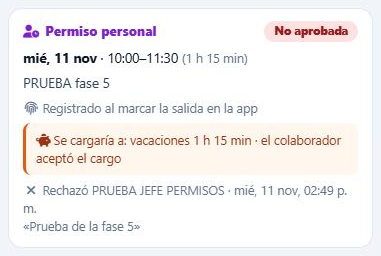 Permiso personal No aprobada
mié, 11 nov · 10:00–11:30 (1 h 15 min)
PRUEBA fase 5
Registrado al marcar la salida en la app
Se cargaría a: vacaciones 1 h 15 min · el colaborador
aceptó el cargo
Rechazó PRUEBA JEFE PERMISOS · mié, 11 nov, 02:49 p.
m.
«Prueba de la fase 5»